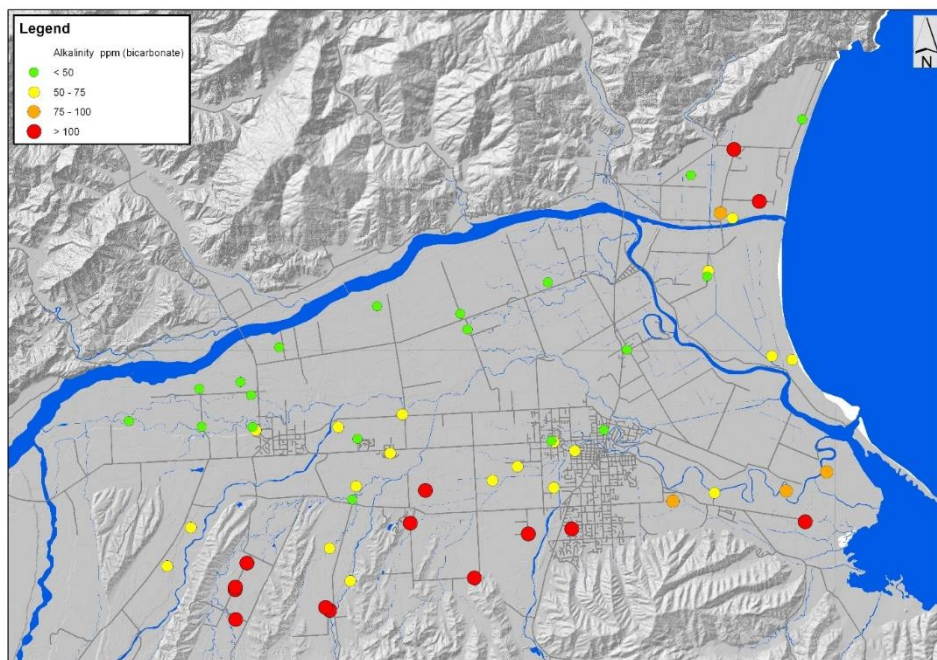 Legend
Alkalinity ppm (bicarbonate)
< 50
50 - 75
75 - 100
> 100
N